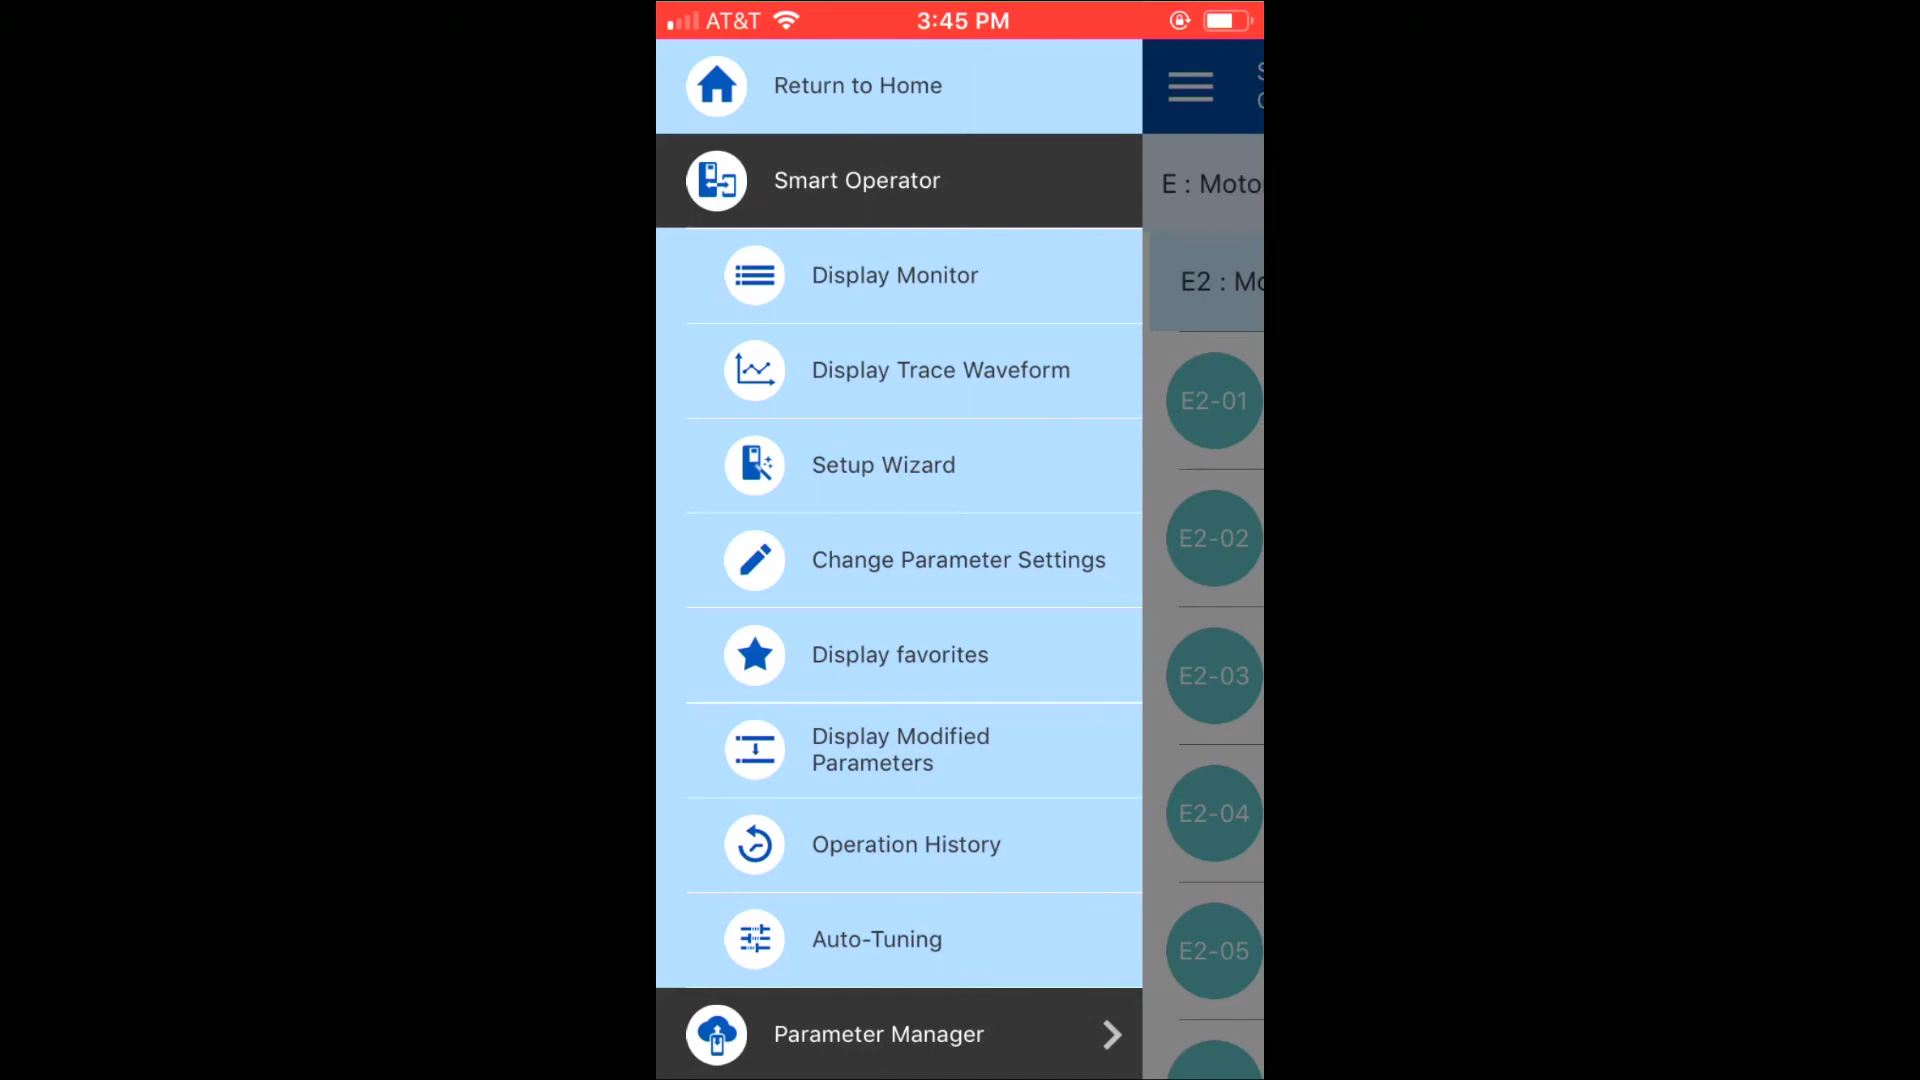 AT&T 3:45 PM
Return to Home
Smart Operator
E : Moto
Display Monitor
E2 : Mo
Display Trace Waveform
E2-01
Setup Wizard
E2-02
Change Parameter Settings
Display favorites
E2-03
Display Modified
Parameters
E2-04
Operation History
Auto-Tuning
E2-05
Parameter Manager